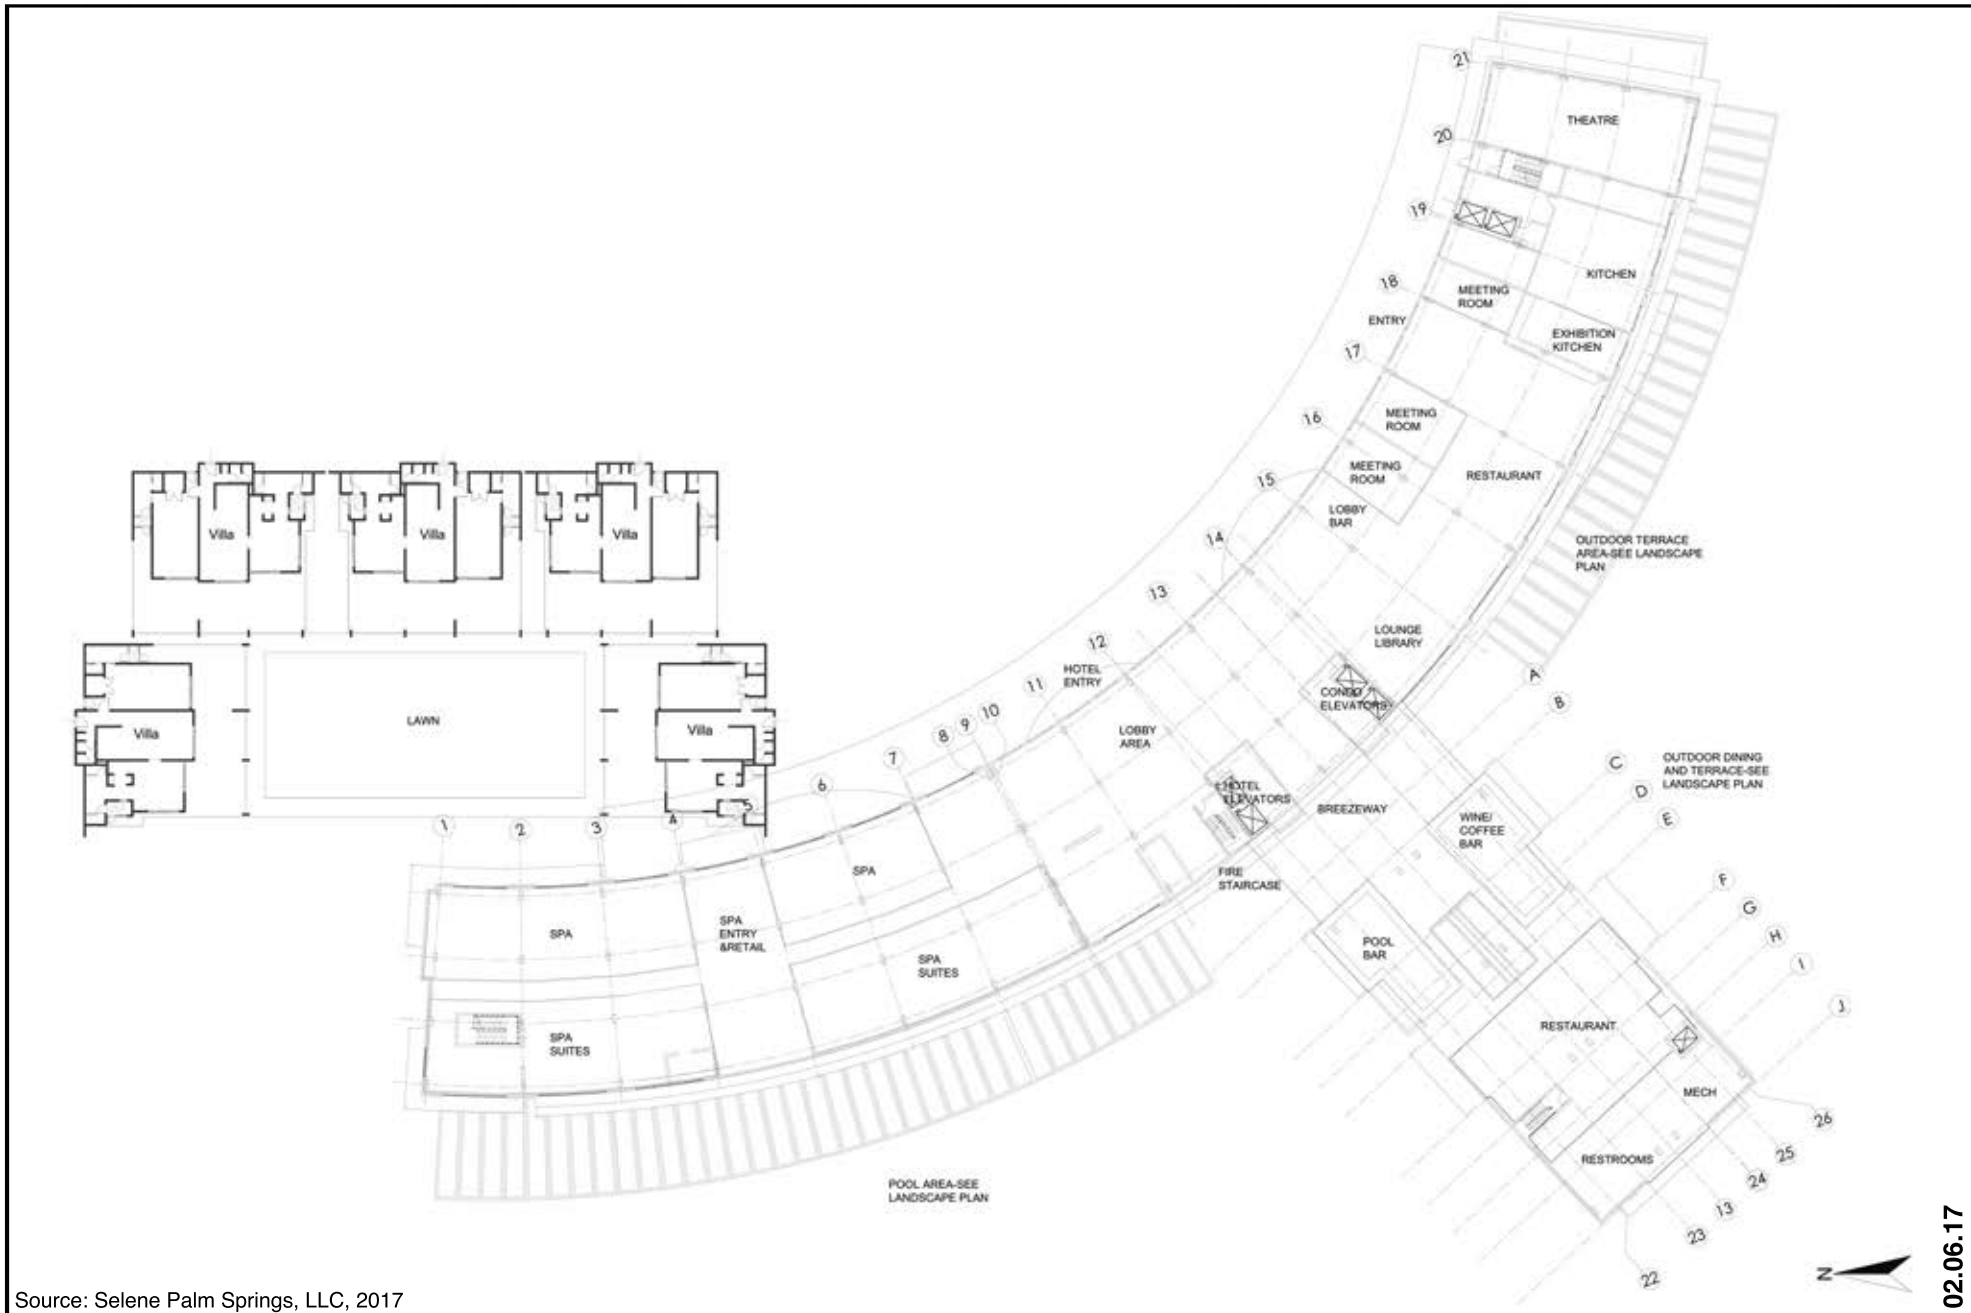 21
THEATRE
20
19
KITCHEN
18
MEETING
ROOM
ENTRY
EXHIBITION
KITCHEN
17
MEETING
ROOM
16
MEETING
ROOM
RESTAURANT
15
LOBBY
BAR
14
OUTDOOR TERRACE
AREA-SEE LANDSCAPE
PLAN
13
LOUNGE
LIBRARY
12
HOTEL
ENTRY
11
CONDO
ELEVATORS
A
B
10
9
8
7
6
5
4
3
2
1
LOBBY
AREA
Villa
Villa
Villa
Villa
LAWN
Villa
HOTEL
ELEVATORS
BREEZEWAY
WINE/
COFFEE
BAR
OUTDOOR DINING
AND TERRACE-SEE
LANDSCAPE PLAN
C
D
E
F
G
H
I
J
FIRE
STAIRCASE
SPA
SPA
SPA
ENTRY
&RETAIL
SPA
SUITES
SPA
SUITES
POOL
BAR
RESTAURANT
MECH
RESTROOMS
26
25
24
13
23
22
POOL AREA-SEE
LANDSCAPE PLAN
N
02.06.17
Source: Selene Palm Springs, LLC, 2017